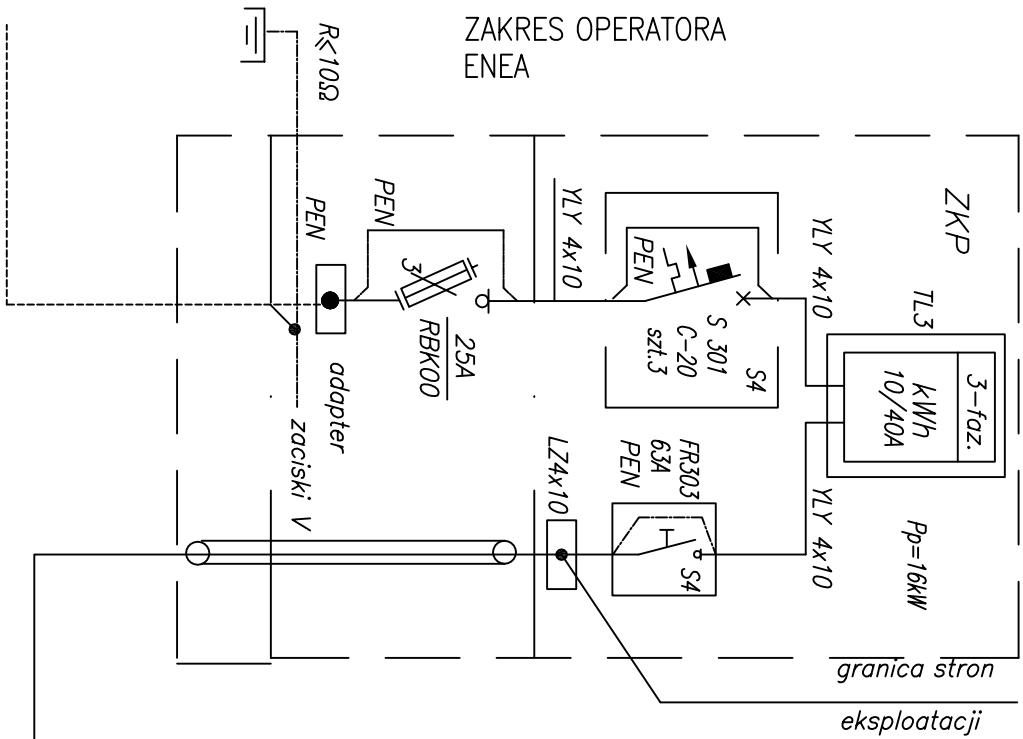 ZAKRES OPERATORA
ENEA
R≤10Ω
ZKP
PEN
PEN
YLY 4x10
PEN
YLY 4x10
TL3
3-faz.
kWh
10/40A
3
25A
RBK00
S 301
C-20
szt.3
S4
adapter
zaciski V
LZ4x10
FR303
63A
PEN
S4
YLY 4x10
Pp=16kW
granica stron
eksploatacji